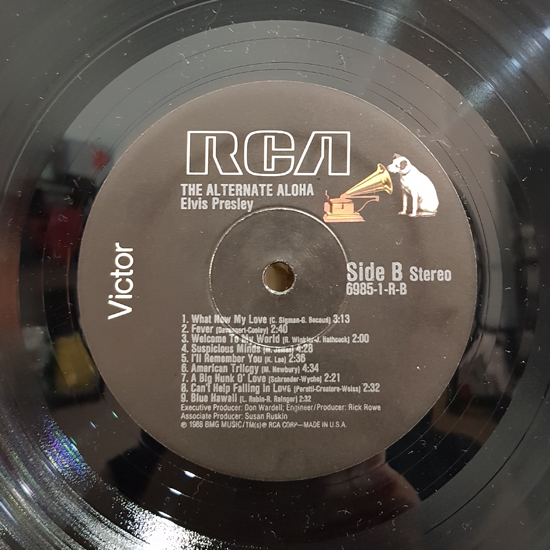 RCA
THE ALTERNATE ALOHA
Elvis Presley
Victor
Side B Stereo
6985-1-R-B
1. What Now My Love (C. Sigman-G. Becaud) 3:13
2. Fever (Davenport-Cooley) 2:40
3. Welcome To My World (R. Winkler-J. Hathcock) 2:00
4. Suspicious Minds (M. James) 4:28
5. I'll Remember You (K. Lee) 2:36
6. American Trilogy (M. Newbury) 4:34
7. A Big Hunk O' Love (Schroeder-Wyche) 2:21
8. Can't Help Falling In Love (Peretti-Creatore-Weiss) 2:32
9. Blue Hawaii (L. Robin-R. Rainger) 2:32
Executive Producer: Don Wardell; Engineer/Producer: Rick Rowe
Associate Producer: Susan Ruskin
℗ 1988 BMG MUSIC/TM(s)® RCA CORP—MADE IN U.S.A.